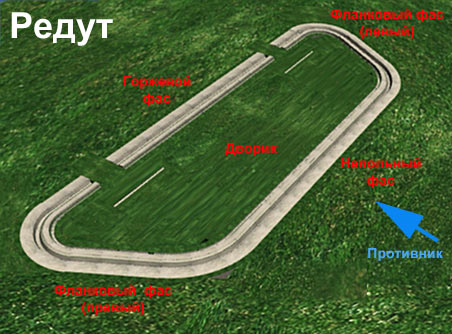 Редут
Фланковый фас
(левый)
Горжевой
фас
Дворик
Напольный
фас
Противник
Фланковый фас
(правый)